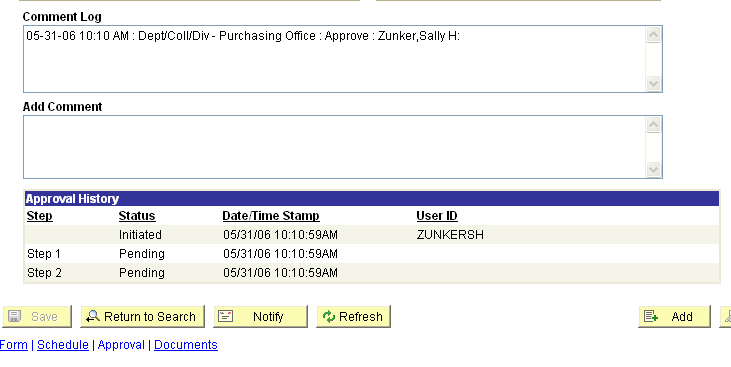 Comment Log
05-31-06 10:10 AM : Dept/Coll/Div - Purchasing Office : Approve : Zunker,Sally H:
Add Comment
Approval History
Step Status Date/Time Stamp User ID
Initiated 05/31/06 10:10:59AM ZUNKERSH
Step 1 Pending 05/31/06 10:10:59AM
Step 2 Pending 05/31/06 10:10:59AM
Save Return to Search Notify Refresh Add
Form | Schedule | Approval | Documents